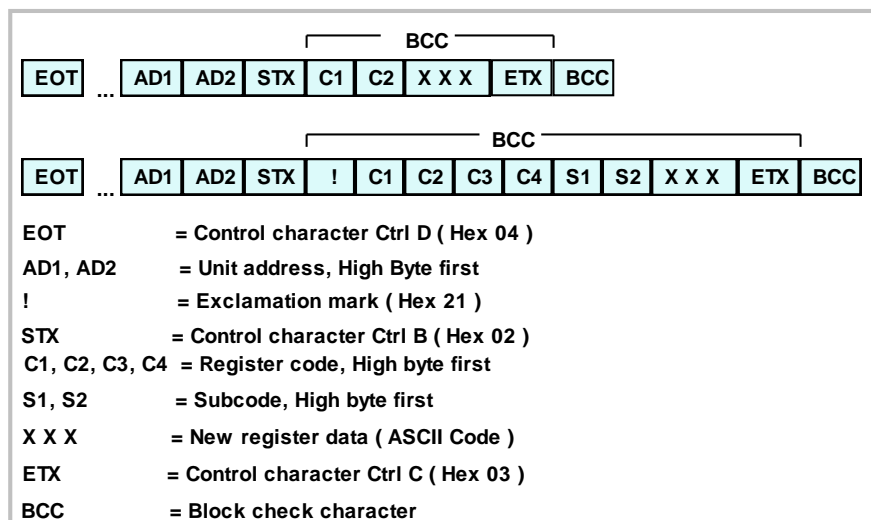 BCC
EOT ... AD1 AD2 STX C1 C2 X X X ETX BCC
BCC
EOT ... AD1 AD2 STX ! C1 C2 C3 C4 S1 S2 X X X ETX BCC
EOT = Control character Ctrl D ( Hex 04 )
AD1, AD2 = Unit address, High Byte first
! = Exclamation mark ( Hex 21 )
STX = Control character Ctrl B ( Hex 02 )
C1, C2, C3, C4 = Register code, High byte first
S1, S2 = Subcode, High byte first
X X X = New register data ( ASCII Code )
ETX = Control character Ctrl C ( Hex 03 )
BCC = Block check character